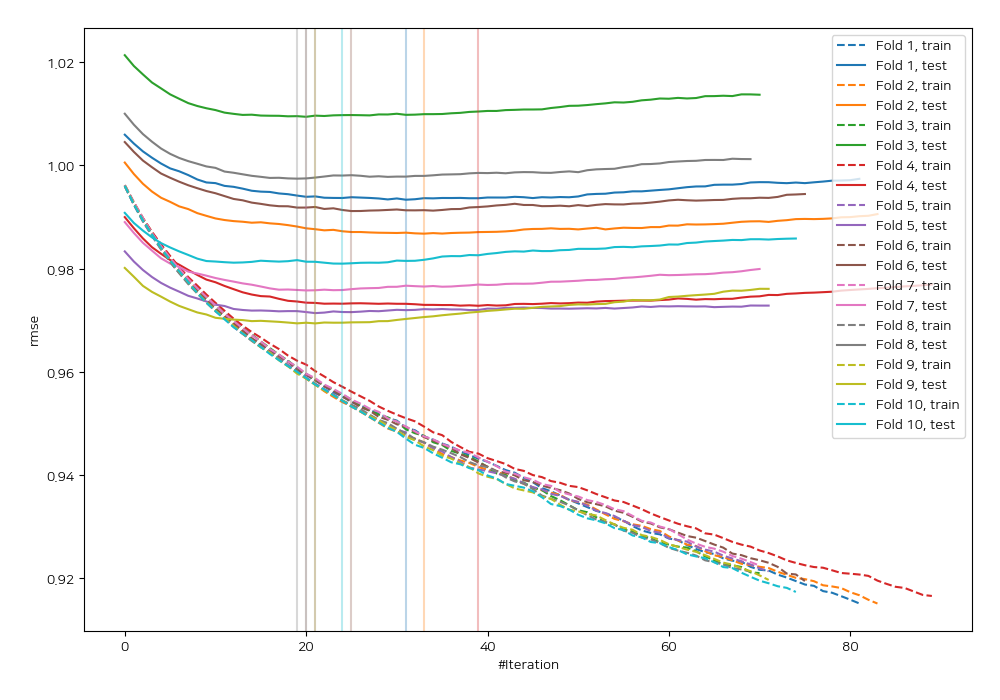 1,02
1,00
0,98
0,96
0,94
0,92
rmse
0
20
40
60
80
#Iteration
Fold 1, train
Fold 1, test
Fold 2, train
Fold 2, test
Fold 3, train
Fold 3, test
Fold 4, train
Fold 4, test
Fold 5, train
Fold 5, test
Fold 6, train
Fold 6, test
Fold 7, train
Fold 7, test
Fold 8, train
Fold 8, test
Fold 9, train
Fold 9, test
Fold 10, train
Fold 10, test